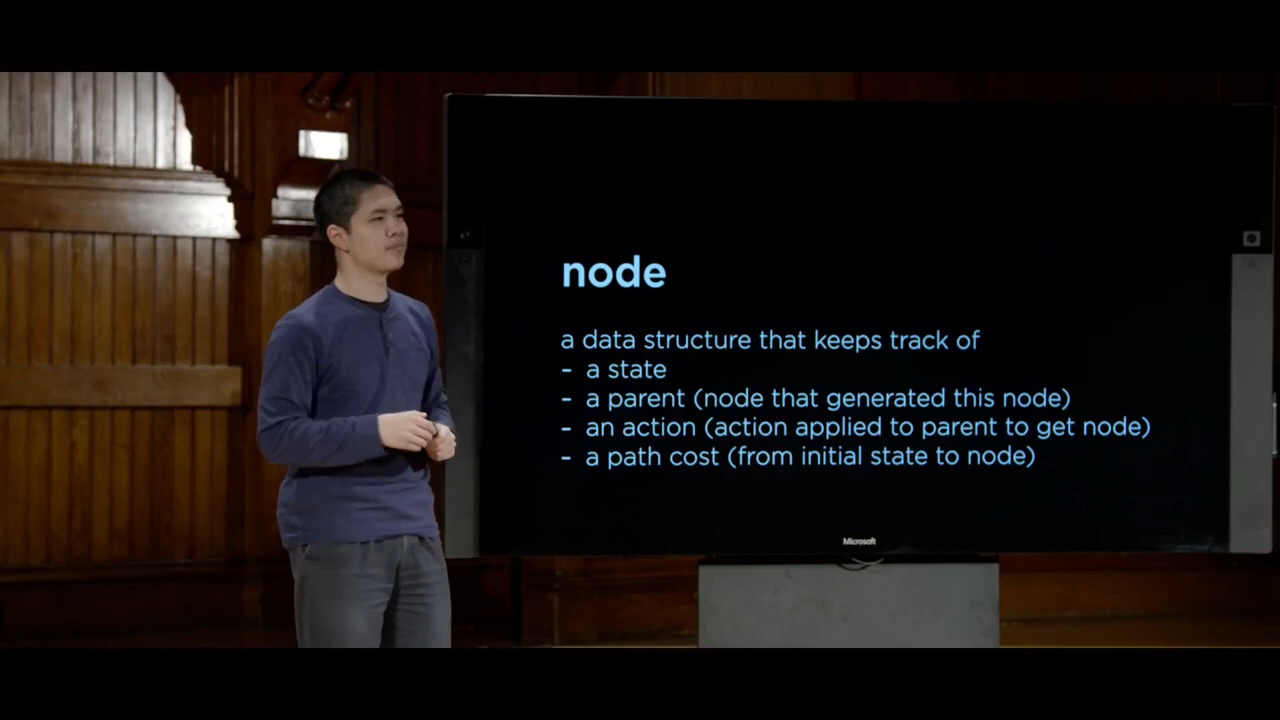 node
a data structure that keeps track of
- a state
- a parent (node that generated this node)
- an action (action applied to parent to get node)
- a path cost (from initial state to node)
Microsoft